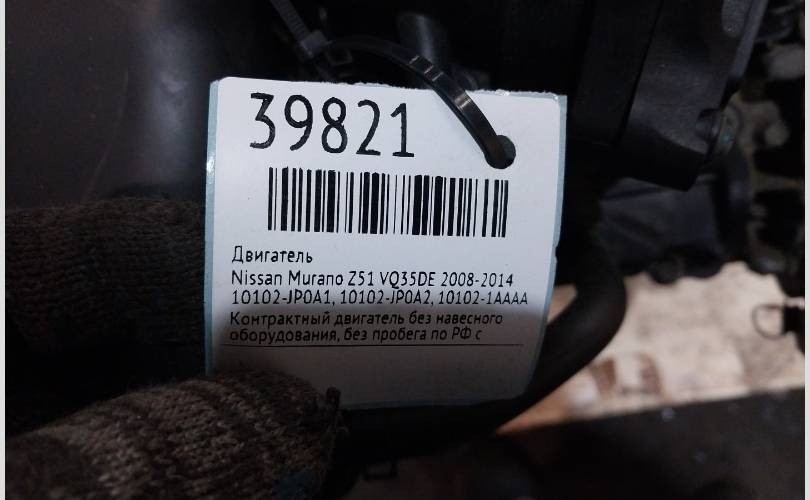 39821
Двигатель
Nissan Murano Z51 VQ35DE 2008-2014
10102-JP0A1, 10102-JP0A2, 10102-1AAAA
Контрактный двигатель без навесного
оборудования, без пробега по РФ с